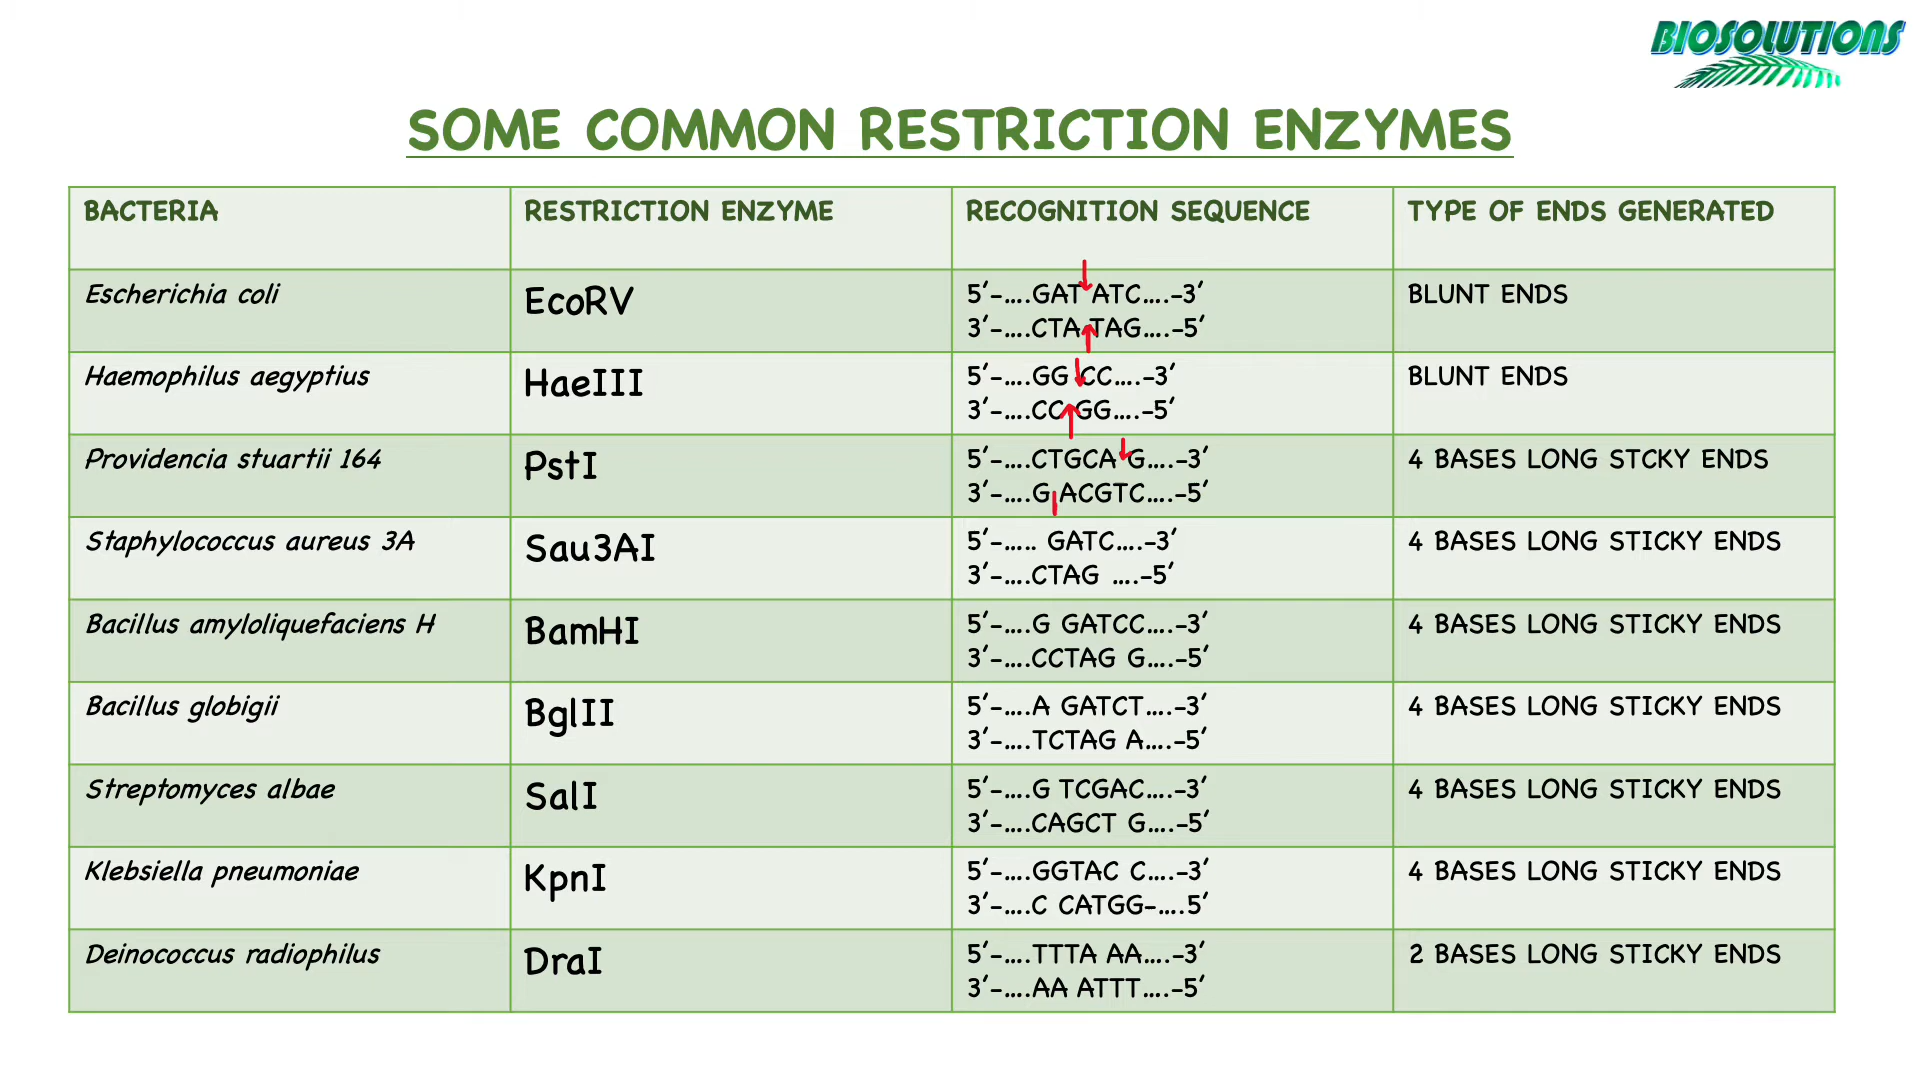 BIOSOLUTIONS
SOME COMMON RESTRICTION ENZYMES
BACTERIA RESTRICTION ENZYME RECOGNITION SEQUENCE TYPE OF ENDS GENERATED
Escherichia coli EcoRV 5'-....GAT ATC....-3' BLUNT ENDS
3'-....CTA TAG....-5'
Haemophilus aegyptius HaeIII 5'-....GG CC....-3' BLUNT ENDS
3'-....CC GG....-5'
Providencia stuartii 164 PstI 5'-....CTGCA G....-3' 4 BASES LONG STCKY ENDS
3'-....G ACGTC....-5'
Staphylococcus aureus 3A Sau3AI 5'-..... GATC....-3' 4 BASES LONG STICKY ENDS
3'-....CTAG ....-5'
Bacillus amyloliquefaciens H BamHI 5'-....G GATCC....-3' 4 BASES LONG STICKY ENDS
3'-....CCTAG G....-5'
Bacillus globigii BglII 5'-....A GATCT....-3' 4 BASES LONG STICKY ENDS
3'-....TCTAG A....-5'
Streptomyces albae SalI 5'-....G TCGAC....-3' 4 BASES LONG STICKY ENDS
3'-....CAGCT G....-5'
Klebsiella pneumoniae KpnI 5'-....GGTAC C....-3' 4 BASES LONG STICKY ENDS
3'-....C CATGG-....5'
Deinococcus radiophilus DraI 5'-....TTTA AA....-3' 2 BASES LONG STICKY ENDS
3'-....AA ATTT....-5'